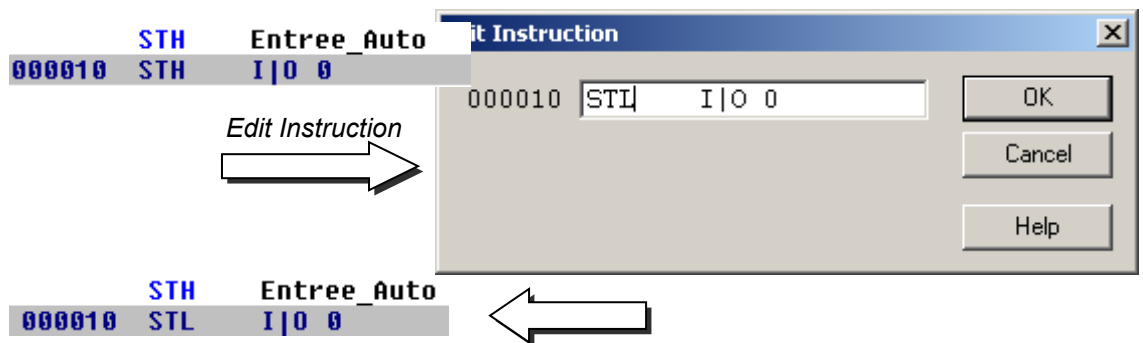 STH Entree_Auto
000010 STH I|O 0
it Instruction
000010 STL I|O 0
OK
Edit Instruction
Cancel
Help
STH Entree_Auto
000010 STL I|O 0